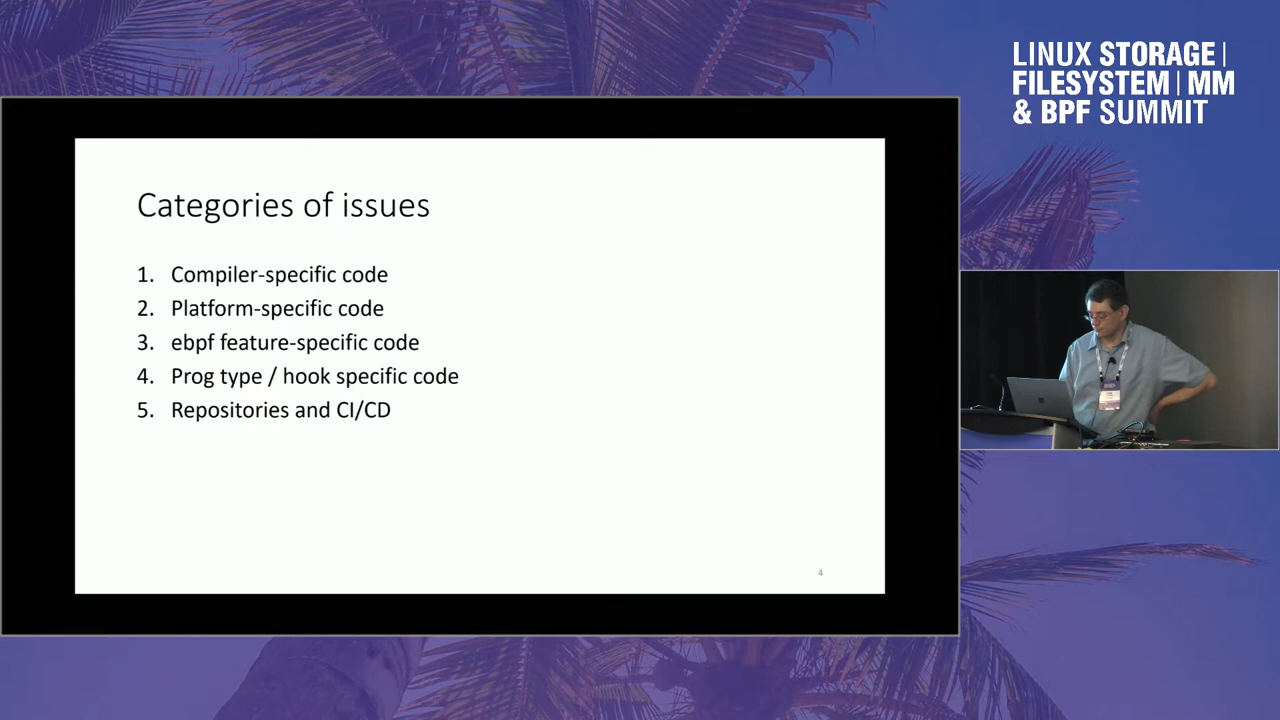 LINUX STORAGE |
FILESYSTEM | MM
& BPF SUMMIT
Categories of issues
1. Compiler-specific code
2. Platform-specific code
3. ebpf feature-specific code
4. Prog type / hook specific code
5. Repositories and CI/CD
4